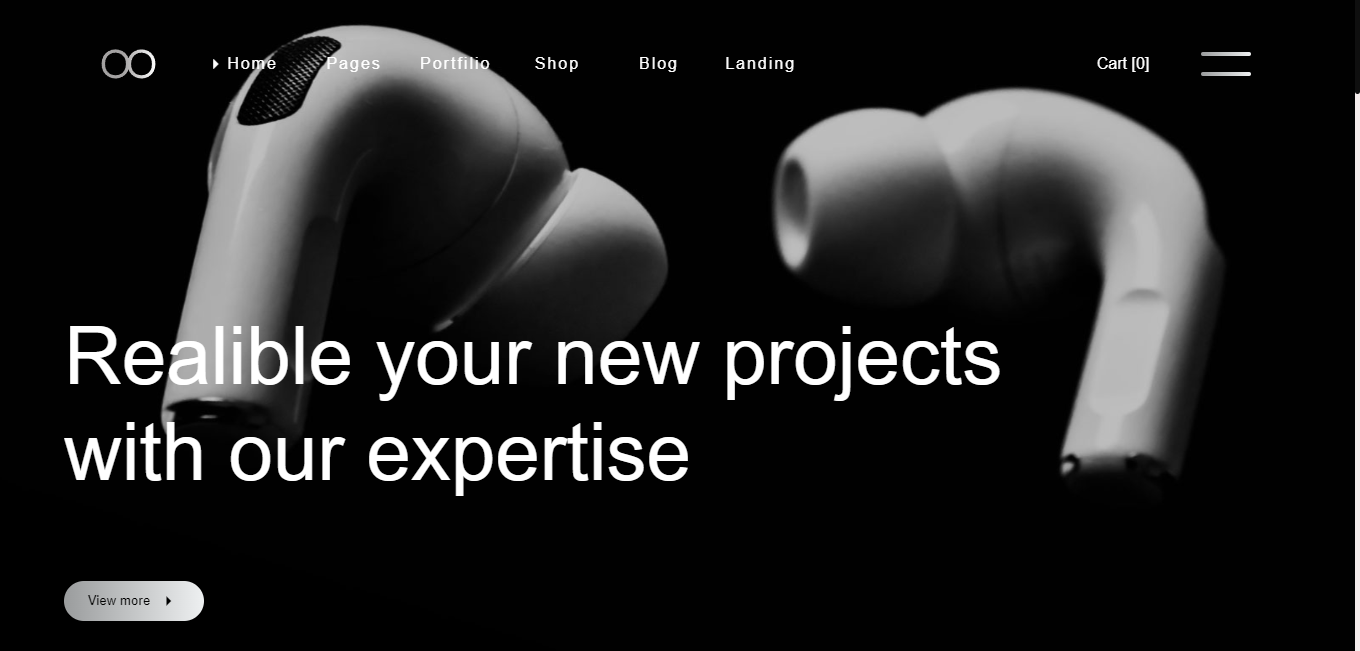 Home Pages Portfilio Shop Blog Landing Cart [0]
Realible your new projects
with our expertise
View more